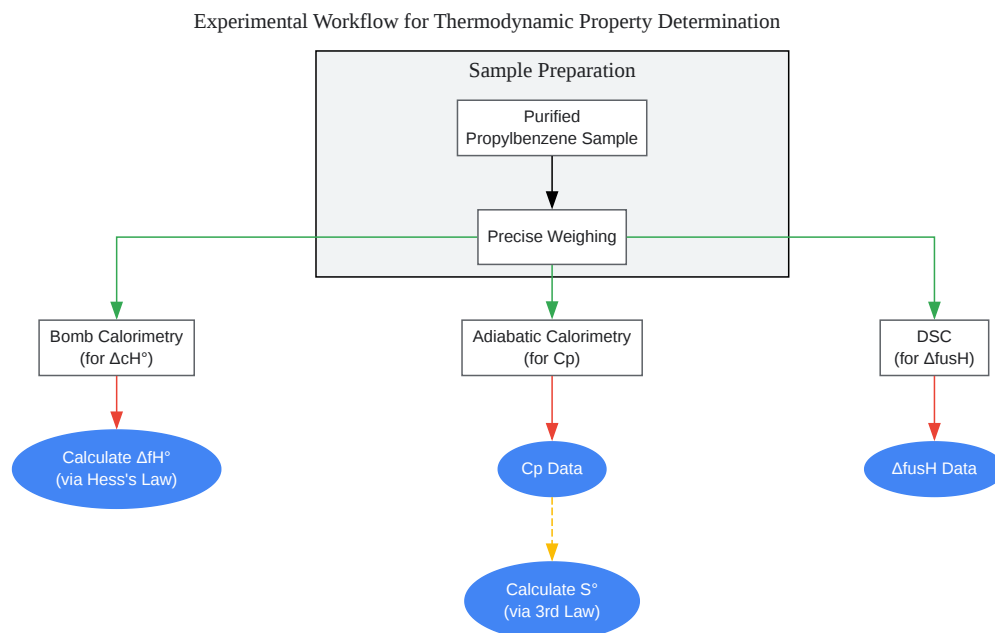 Experimental Workflow for Thermodynamic Property Determination
Sample Preparation
Purified
Propylbenzene Sample
Precise Weighing
Bomb Calorimetry
(for ΔcH°)
Adiabatic Calorimetry
(for Cp)
DSC
(for ΔfusH)
Calculate ΔfH°
(via Hess's Law)
Cp Data
ΔfusH Data
Calculate S°
(via 3rd Law)